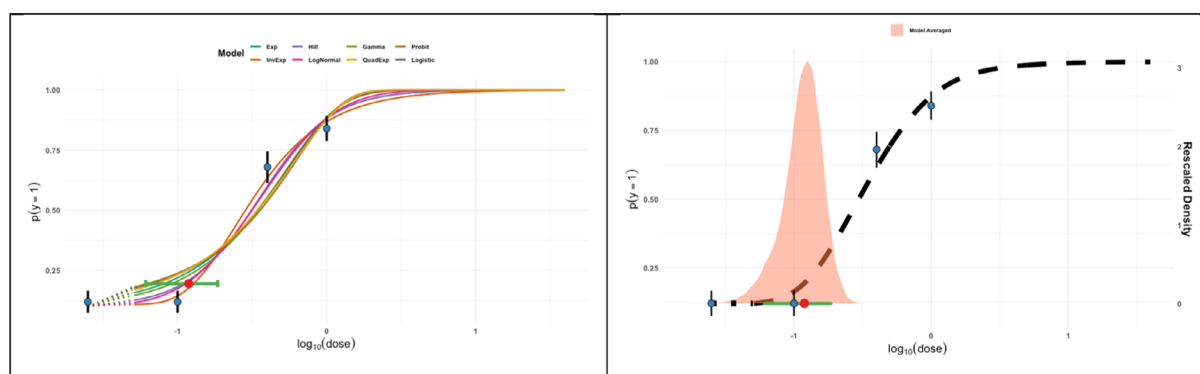 Model
Exp
Hill
Gamma
Probit
InvExp
LogNormal
QuadExp
Logistic
1.00
0.75
0.50
0.25
p(y = 1)
-1
0
1
log10(dose)
Model Averaged
1.00
0.75
0.50
0.25
p(y = 1)
3
2
1
0
Rescaled Density
-1
0
1
log10(dose)